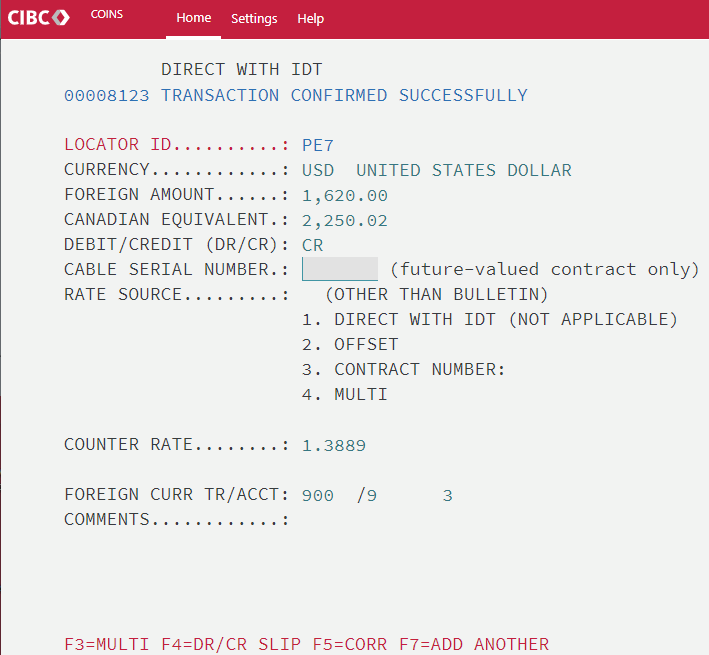 CIBC COINS Home Settings Help
DIRECT WITH IDT
00008123 TRANSACTION CONFIRMED SUCCESSFULLY
LOCATOR ID..........: PE7
CURRENCY............: USD UNITED STATES DOLLAR
FOREIGN AMOUNT......: 1,620.00
CANADIAN EQUIVALENT.: 2,250.02
DEBIT/CREDIT (DR/CR): CR
CABLE SERIAL NUMBER.: (future-valued contract only)
RATE SOURCE.........: (OTHER THAN BULLETIN)
1. DIRECT WITH IDT (NOT APPLICABLE)
2. OFFSET
3. CONTRACT NUMBER:
4. MULTI
COUNTER RATE........: 1.3889
FOREIGN CURR TR/ACCT: 900 /9 3
COMMENTS............:
F3=MULTI F4=DR/CR SLIP F5=CORR F7=ADD ANOTHER